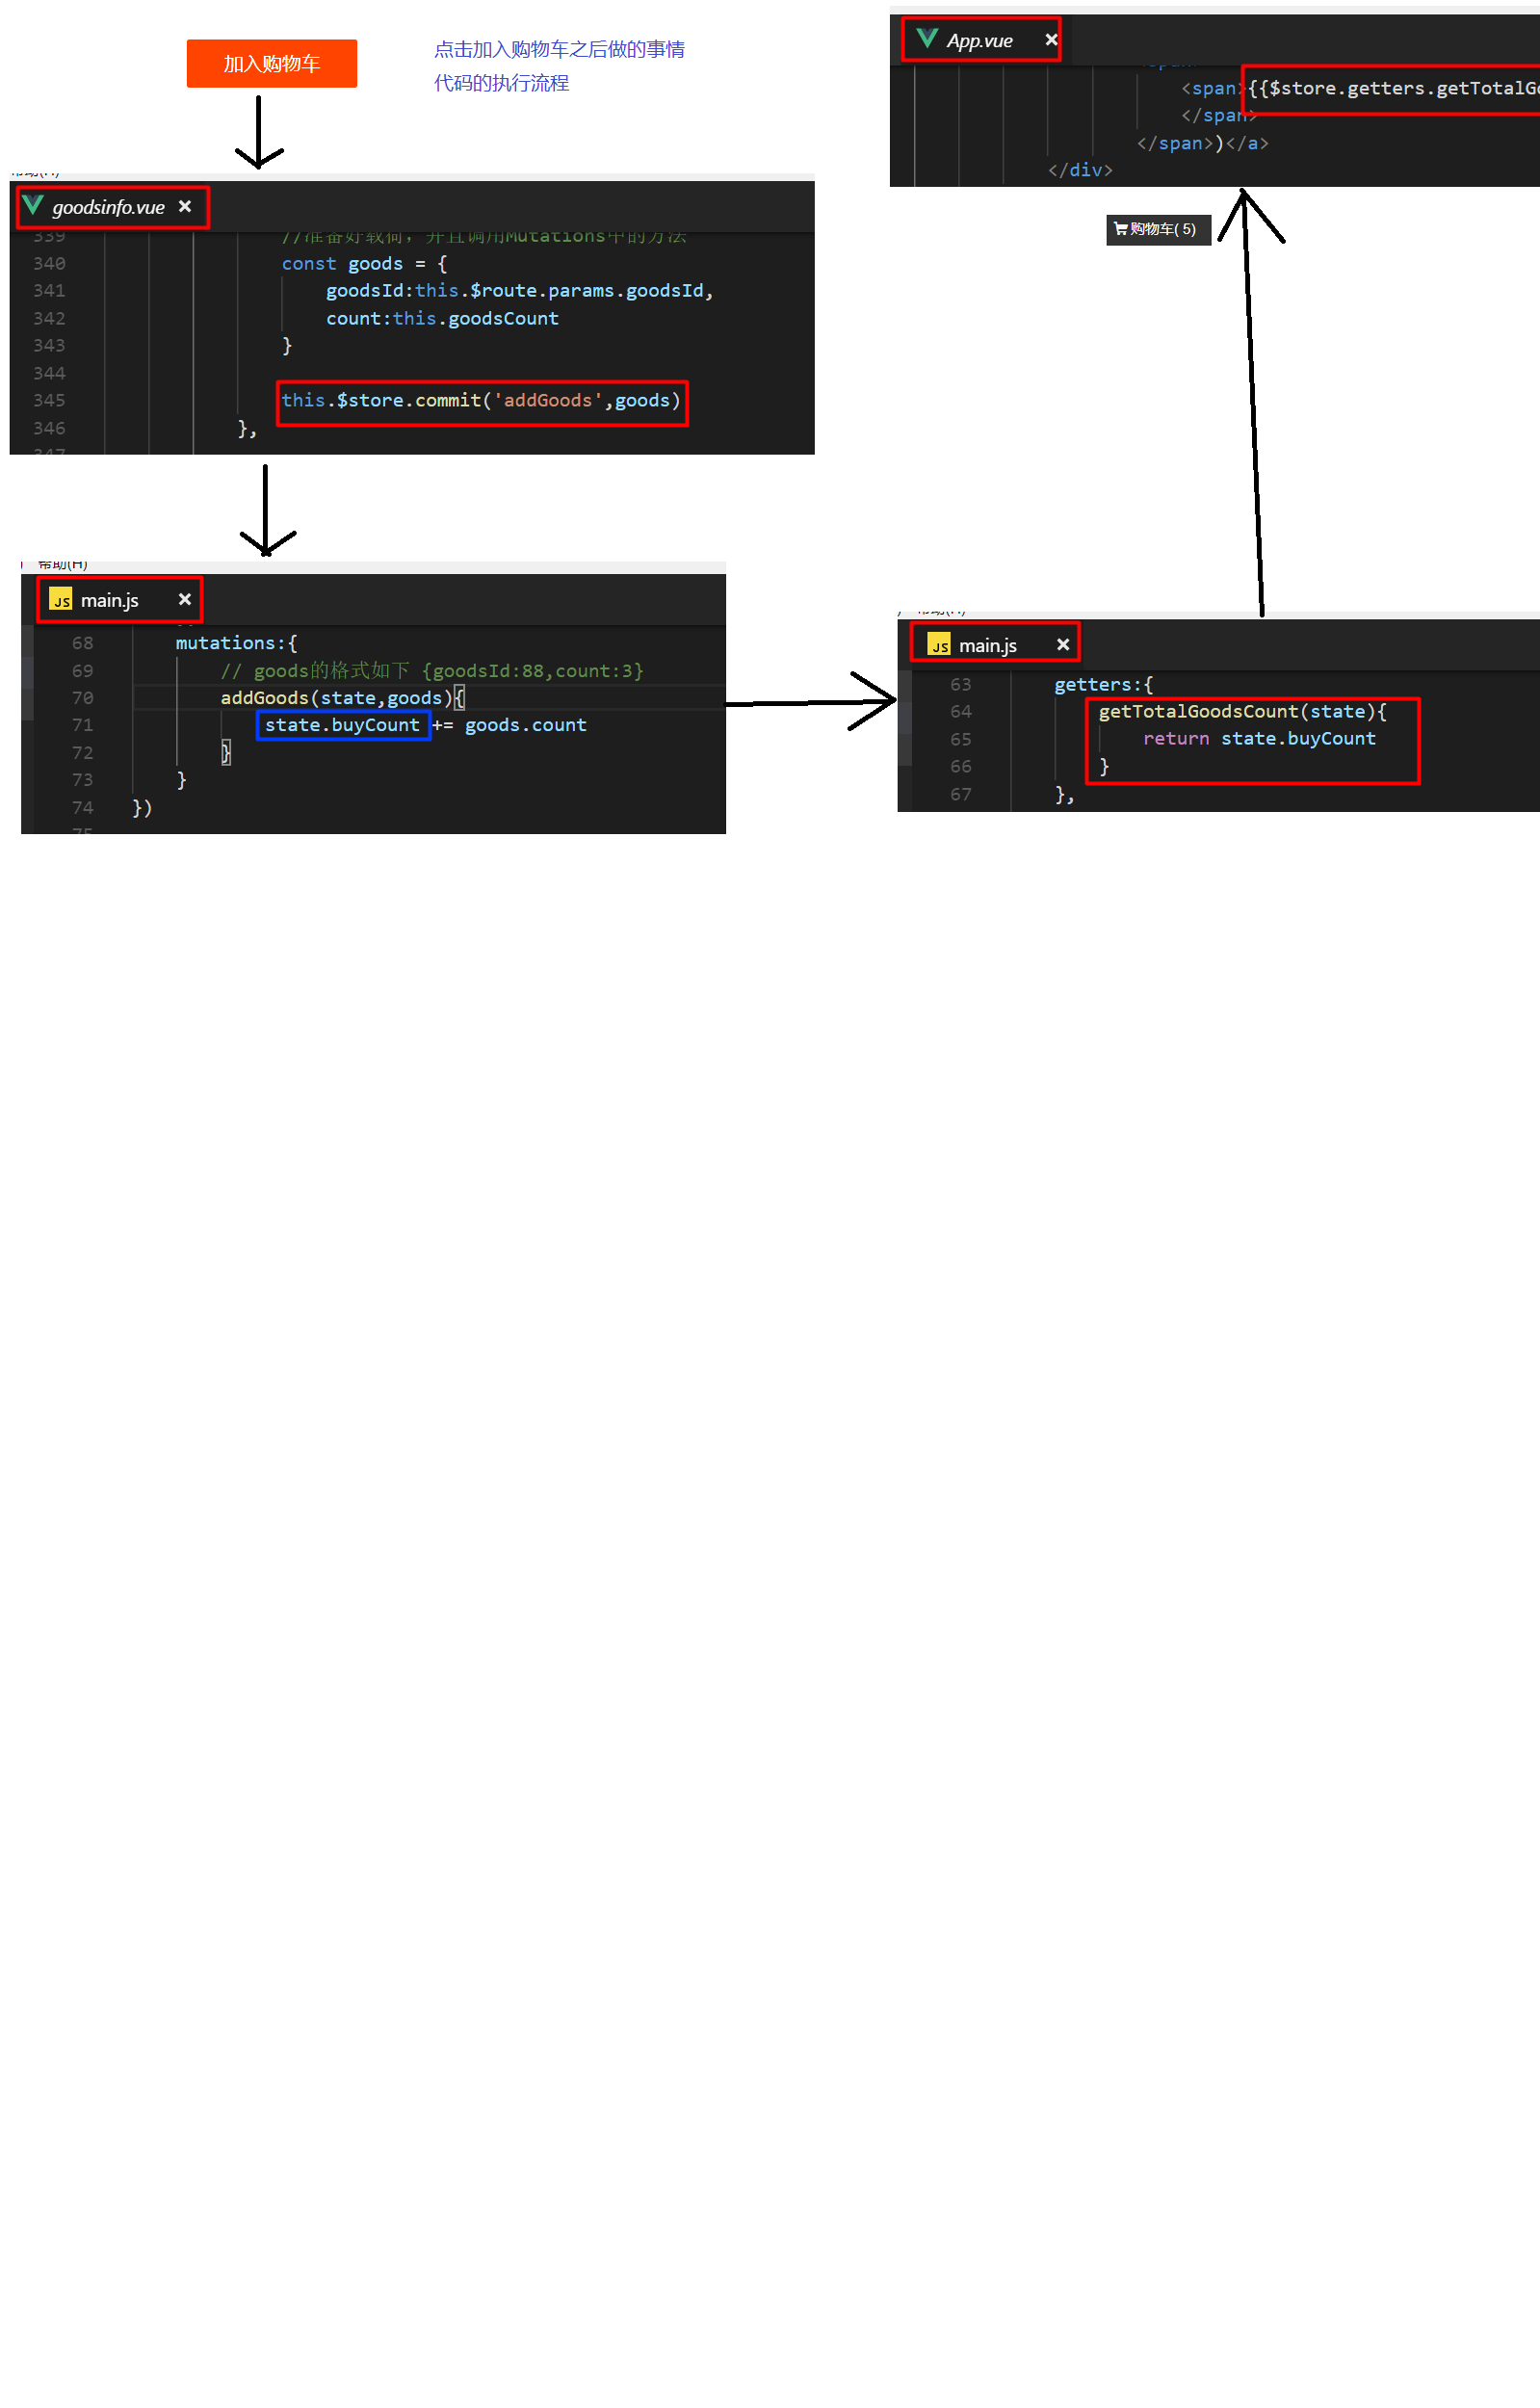 加入购物车
点击加入购物车之后做的事情
代码的执行流程
goodsinfo.vue ×
339 //准备好载荷，并且调用Mutations中的方法
340 const goods = {
341 goodsId:this.$route.params.goodsId,
342 count:this.goodsCount
343 }
344
345 this.$store.commit('addGoods',goods)
346 },
347
帮助(H)
JS main.js ×
68 mutations:{
69 // goods的格式如下 {goodsId:88,count:3}
70 addGoods(state,goods){
71 state.buyCount += goods.count
72 }
73 }
74 })
75
JS main.js ×
63 getters:{
64 getTotalGoodsCount(state){
65 return state.buyCount
66 }
67 },
App.vue ×
<span>{{$store.getters.getTotalG
</span>
</span>)</a>
</div>
购物车( 5)